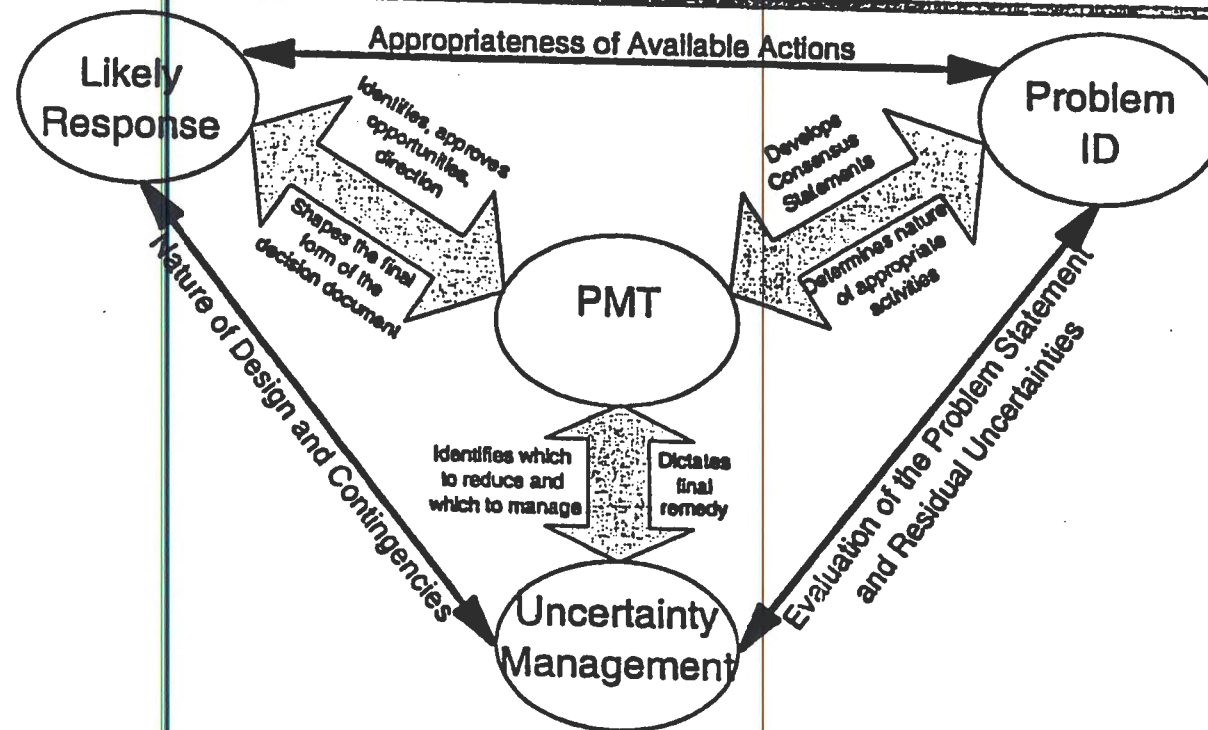 Appropriateness of Available Actions
Likely
Response
Problem
ID
Identifies, approves
opportunities,
direction
Shapes the final
form of the
decision document
Develope
Consensus
Statements
Determines nature
of appropriate
activities
PMT
Nature of Design and Contingencies
Evaluation of the Problem Statement
and Residual Uncertainties
Identifies which
to reduce and
which to manage
Dictates
final
remedy
Uncertainty
Management